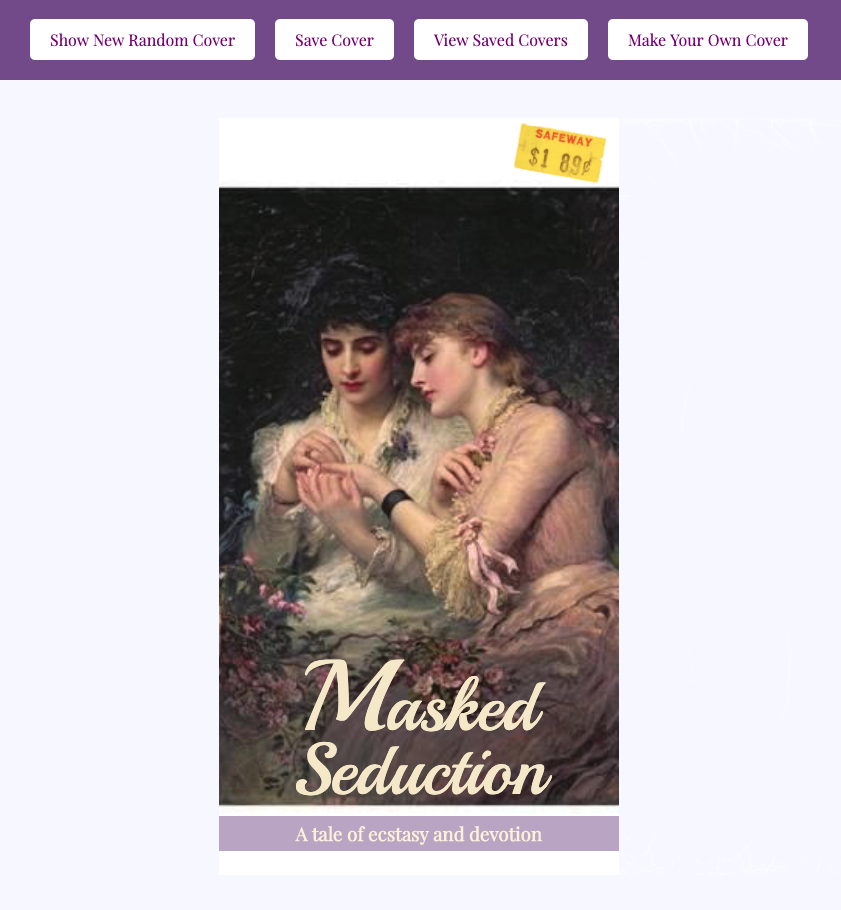 Show New Random Cover
Save Cover
View Saved Covers
Make Your Own Cover
SAFEWAY
$1 89¢
Masked
Seduction
A tale of ecstasy and devotion